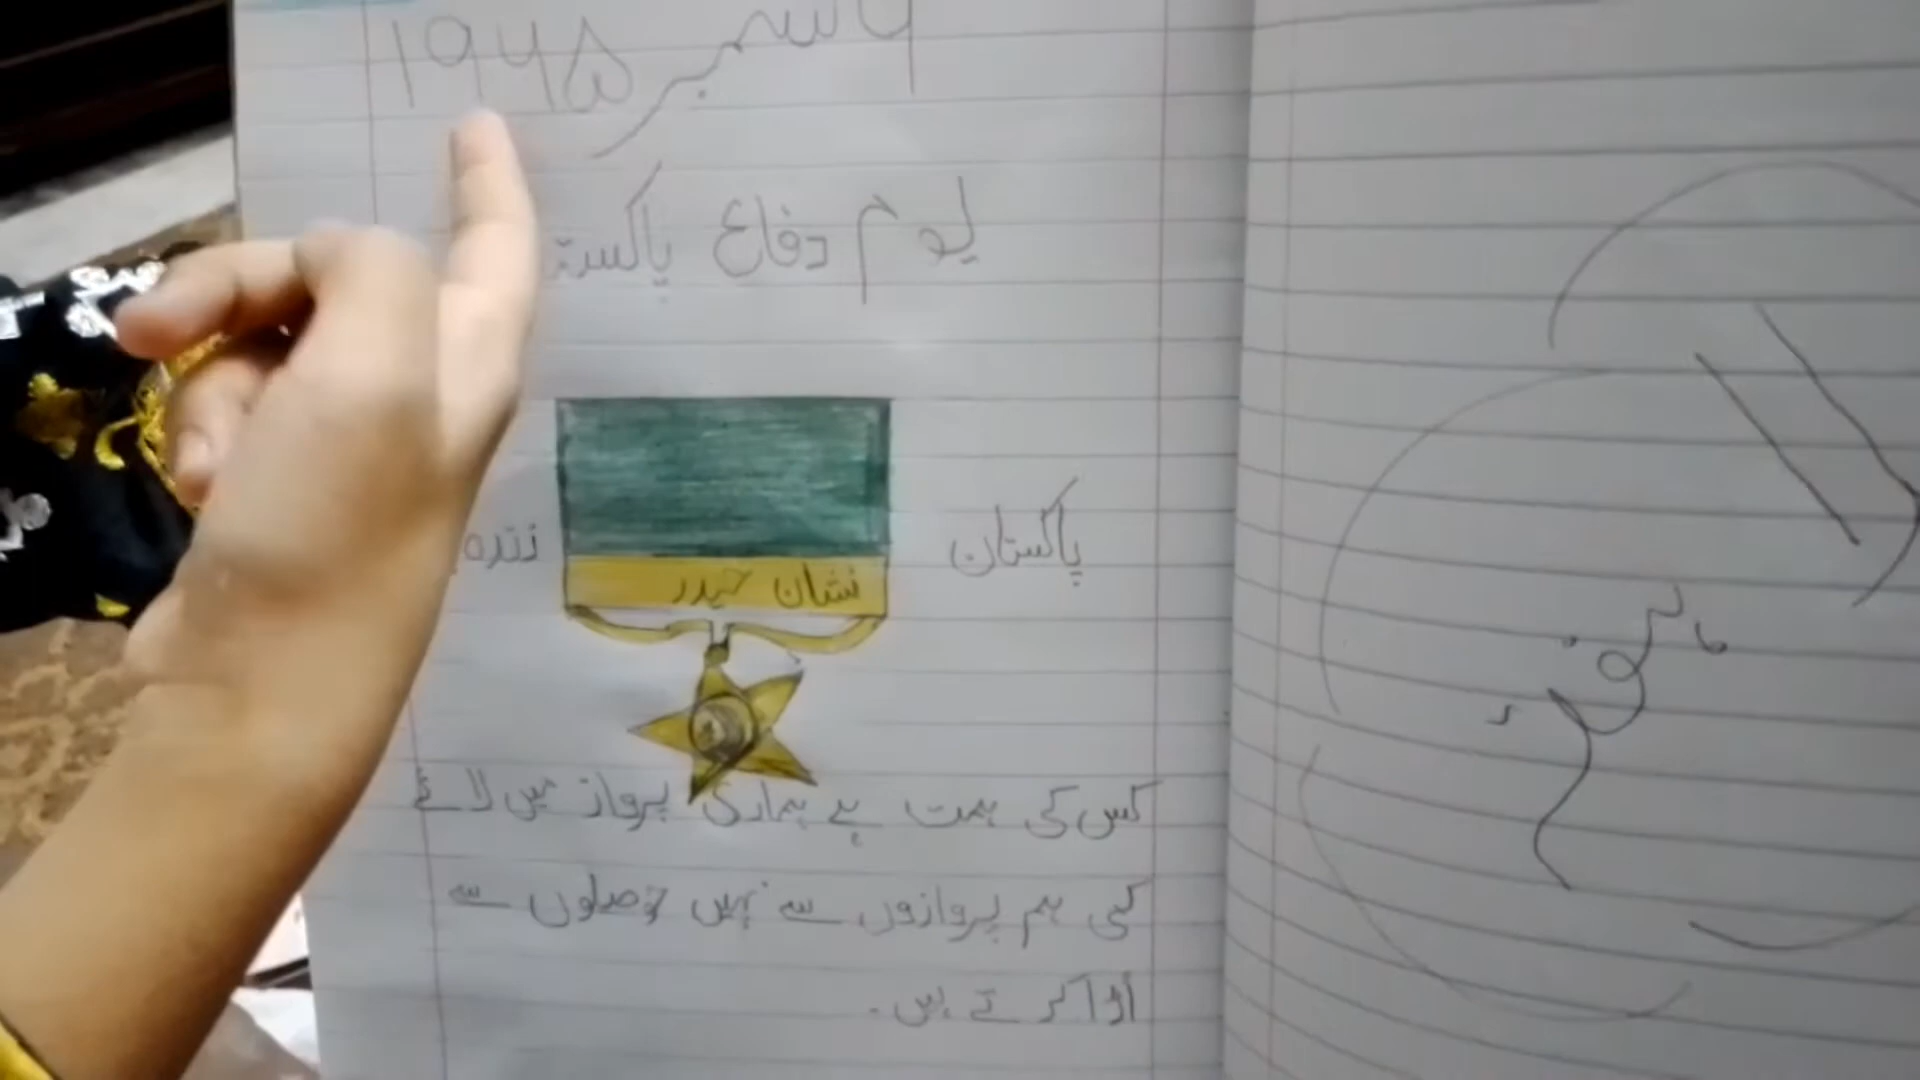 ۶ ستمبر ۱۹۶۵
یوم دفاع پاکستا
پاکستان زندہ
نشان حیدر
کس کی ہمت ہے ہماری پرواز میں لائے
کمی ہم پروازوں سے نہیں حوصلوں سے
اڑا کرتے ہیں۔